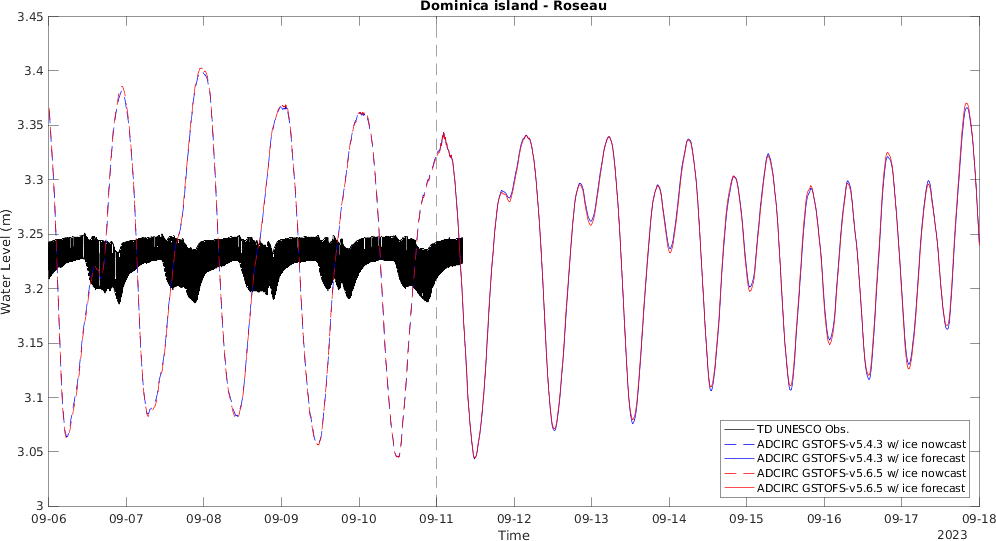 Dominica island - Roseau
3.45
3.4
3.35
3.3
3.25
3.2
3.15
3.1
3.05
3
Water Level (m)
09-06 09-07 09-08 09-09 09-10 09-11 09-12 09-13 09-14 09-15 09-16 09-17 09-18
Time
2023
TD UNESCO Obs.
ADCIRC GSTOFS-v5.4.3 w/ ice nowcast
ADCIRC GSTOFS-v5.4.3 w/ ice forecast
ADCIRC GSTOFS-v5.6.5 w/ ice nowcast
ADCIRC GSTOFS-v5.6.5 w/ ice forecast